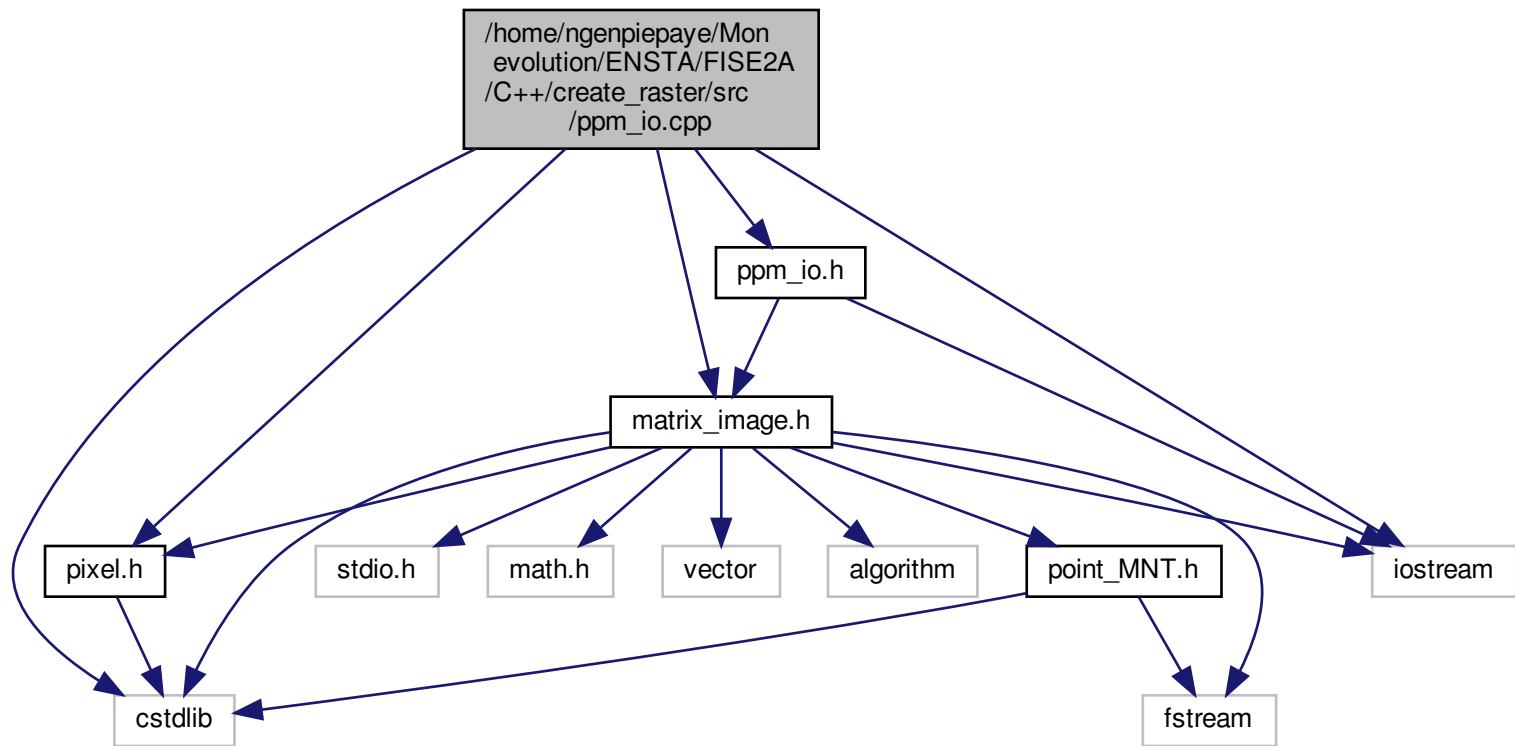 /home/ngenpiepaye/Mon
evolution/ENSTA/FISE2A
/C++/create_raster/src
/ppm_io.cpp
ppm_io.h
matrix_image.h
pixel.h
stdio.h
math.h
vector
algorithm
point_MNT.h
iostream
cstdlib
fstream